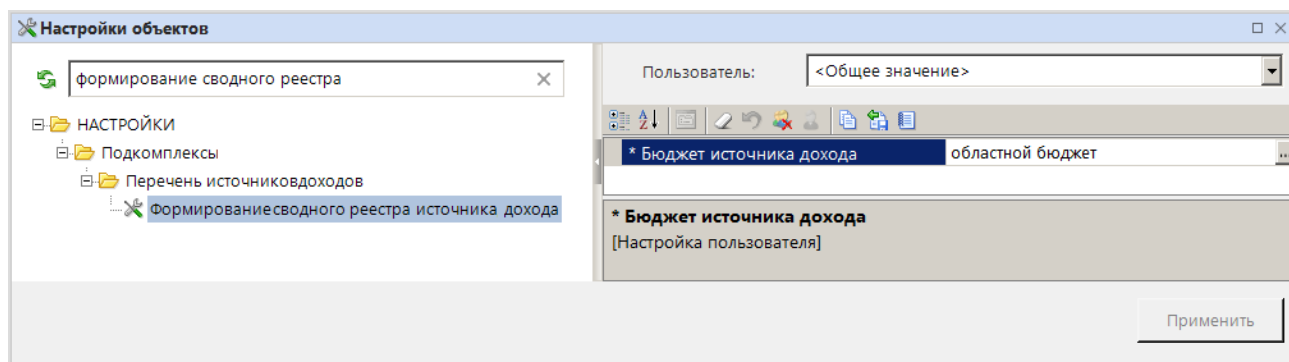 Настройки объектов
формирование сводного реестра
Пользователь: <Общее значение>
НАСТРОЙКИ
Подкомплексы
Перечень источниковдоходов
Формированиесводного реестра источника дохода
* Бюджет источника дохода областной бюджет ...
* Бюджет источника дохода
[Настройка пользователя]
Применить